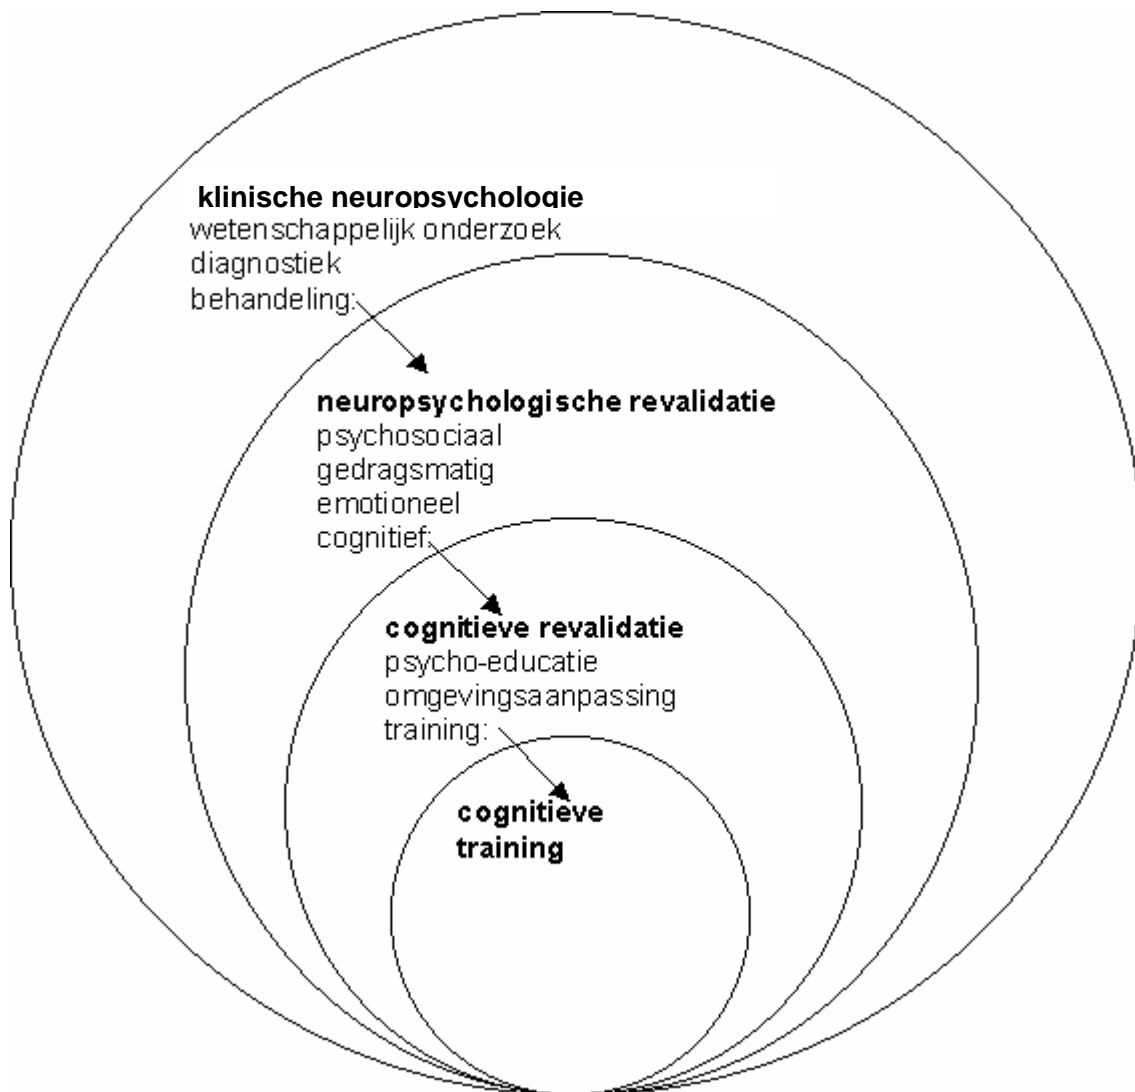 klinische neuropsychologie
wetenschappelijk onderzoek
diagnostiek
behandeling:
neuropsychologische revalidatie
psychosociaal
gedragsmatig
emotioneel
cognitief:
cognitieve revalidatie
psycho-educatie
omgevingsaanpassing
training:
cognitieve
training